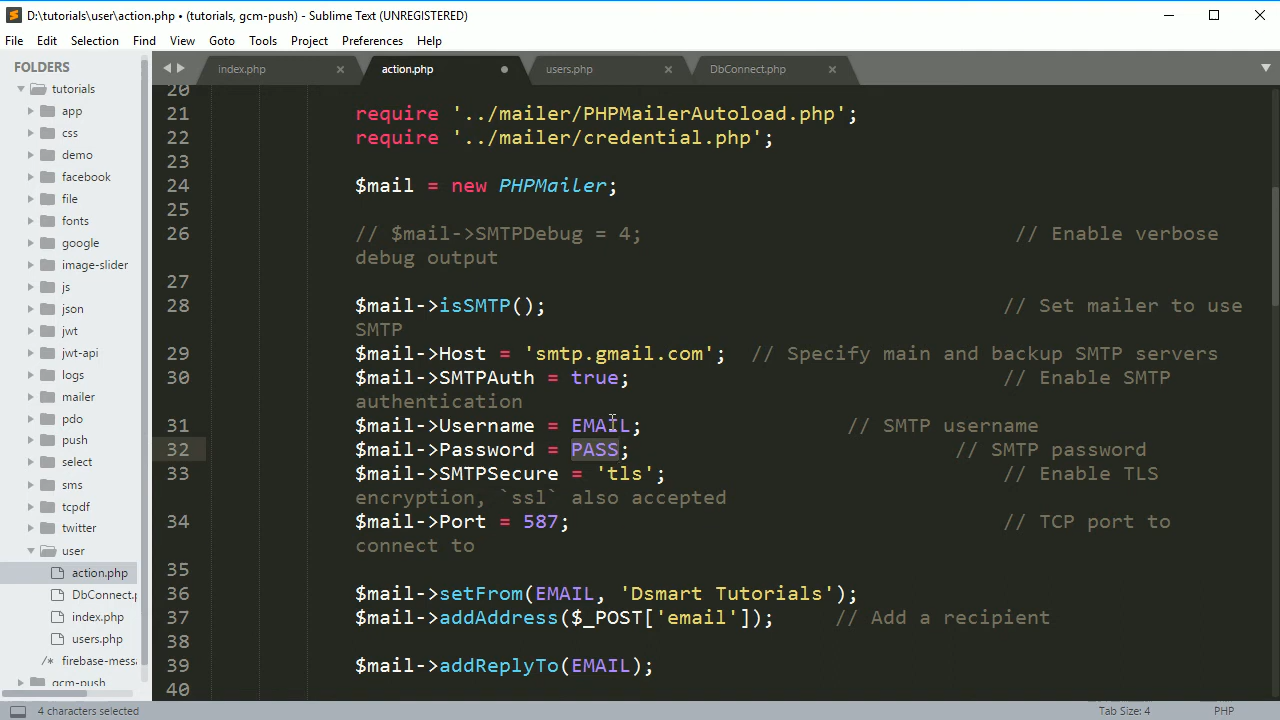 D:\tutorials\user\action.php • (tutorials, gcm-push) - Sublime Text (UNREGISTERED)
File Edit Selection Find View Goto Tools Project Preferences Help
FOLDERS
tutorials
app
css
demo
facebook
file
fonts
google
image-slider
js
json
jwt
jwt-api
logs
mailer
pdo
push
select
sms
tcpdf
twitter
user
action.php
DbConnect.p
index.php
users.php
/* firebase-messa
gcm-push
index.php
action.php
users.php
DbConnect.php
20
21 require '../mailer/PHPMailerAutoload.php';
22 require '../mailer/credential.php';
23
24 $mail = new PHPMailer;
25
26 // $mail->SMTPDebug = 4; // Enable verbose
debug output
27
28 $mail->isSMTP(); // Set mailer to use
SMTP
29 $mail->Host = 'smtp.gmail.com'; // Specify main and backup SMTP servers
30 $mail->SMTPAuth = true; // Enable SMTP
authentication
31 $mail->Username = EMAIL; // SMTP username
32 $mail->Password = PASS; // SMTP password
33 $mail->SMTPSecure = 'tls'; // Enable TLS
encryption, `ssl` also accepted
34 $mail->Port = 587; // TCP port to
connect to
35
36 $mail->setFrom(EMAIL, 'Dsmart Tutorials');
37 $mail->addAddress($_POST['email']); // Add a recipient
38
39 $mail->addReplyTo(EMAIL);
40
4 characters selected
Tab Size: 4
PHP